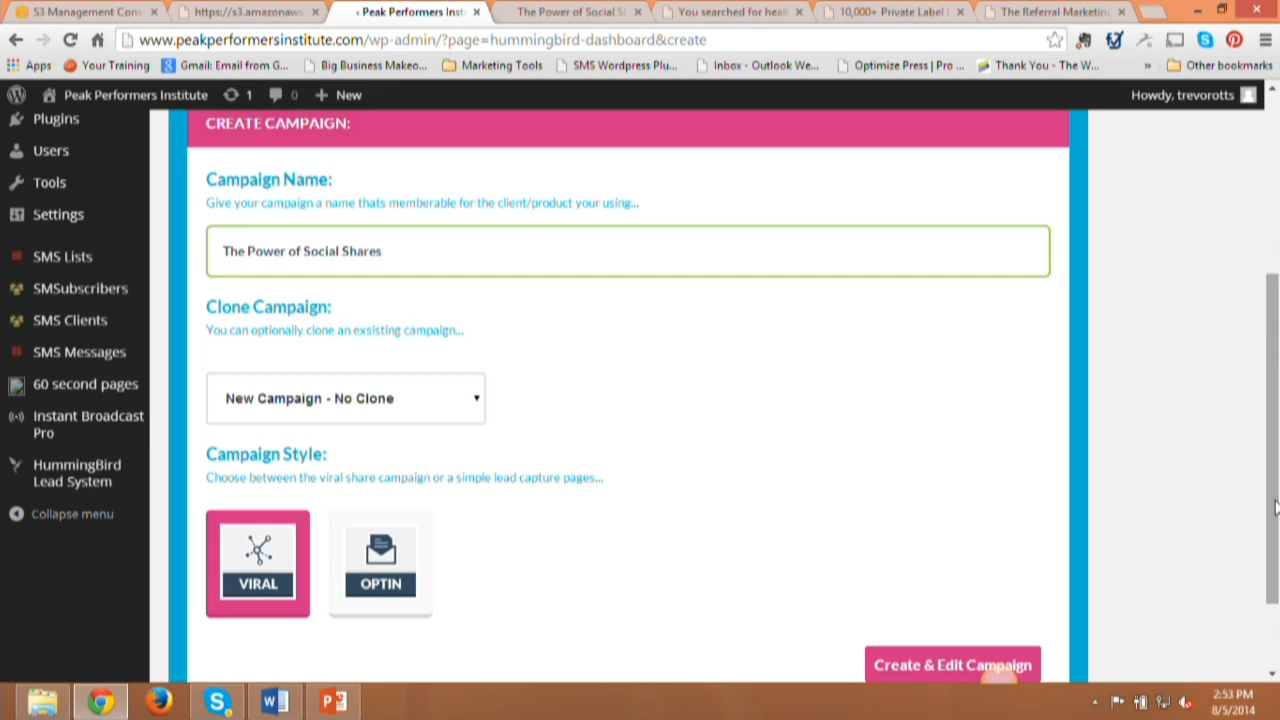 S3 Management Con
https://s3.amazonaws
‹ Peak Performers Inst
The Power of Social S
You searched for heal
10,000+ Private Label
The Referral Marketin
www.peakperformersinstitute.com/wp-admin/?page=hummingbird-dashboard&create
Apps
Your Training
Gmail: Email from G...
Big Business Makeo...
Marketing Tools
SMS Wordpress Plu...
Inbox - Outlook We...
Optimize Press | Pro ...
Thank You - The W...
»
Other bookmarks
Peak Performers Institute
1
0
+ New
Howdy, trevorotts
Plugins
Users
Tools
Settings
SMS Lists
SMSubscribers
SMS Clients
SMS Messages
60 second pages
Instant Broadcast
Pro
HummingBird
Lead System
Collapse menu
CREATE CAMPAIGN:
Campaign Name:
Give your campaign a name thats memberable for the client/product your using...
The Power of Social Shares
Clone Campaign:
You can optionally clone an exsisting campaign...
New Campaign - No Clone
Campaign Style:
Choose between the viral share campaign or a simple lead capture pages...
VIRAL
OPTIN
Create & Edit Campaign
2:53 PM
8/5/2014